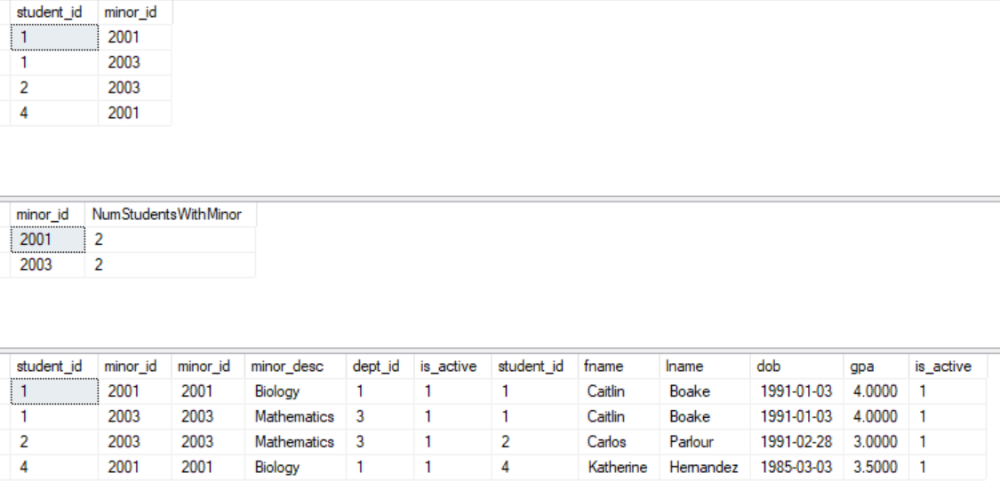 student_id minor_id
1 2001
1 2003
2 2003
4 2001
minor_id NumStudentsWithMinor
2001 2
2003 2
student_id minor_id minor_id minor_desc dept_id is_active student_id fname lname dob gpa is_active
1 2001 2001 Biology 1 1 1 Caitlin Boake 1991-01-03 4.0000 1
1 2003 2003 Mathematics 3 1 1 Caitlin Boake 1991-01-03 4.0000 1
2 2003 2003 Mathematics 3 1 2 Carlos Parlour 1991-02-28 3.0000 1
4 2001 2001 Biology 1 1 4 Katherine Hernandez 1985-03-03 3.5000 1